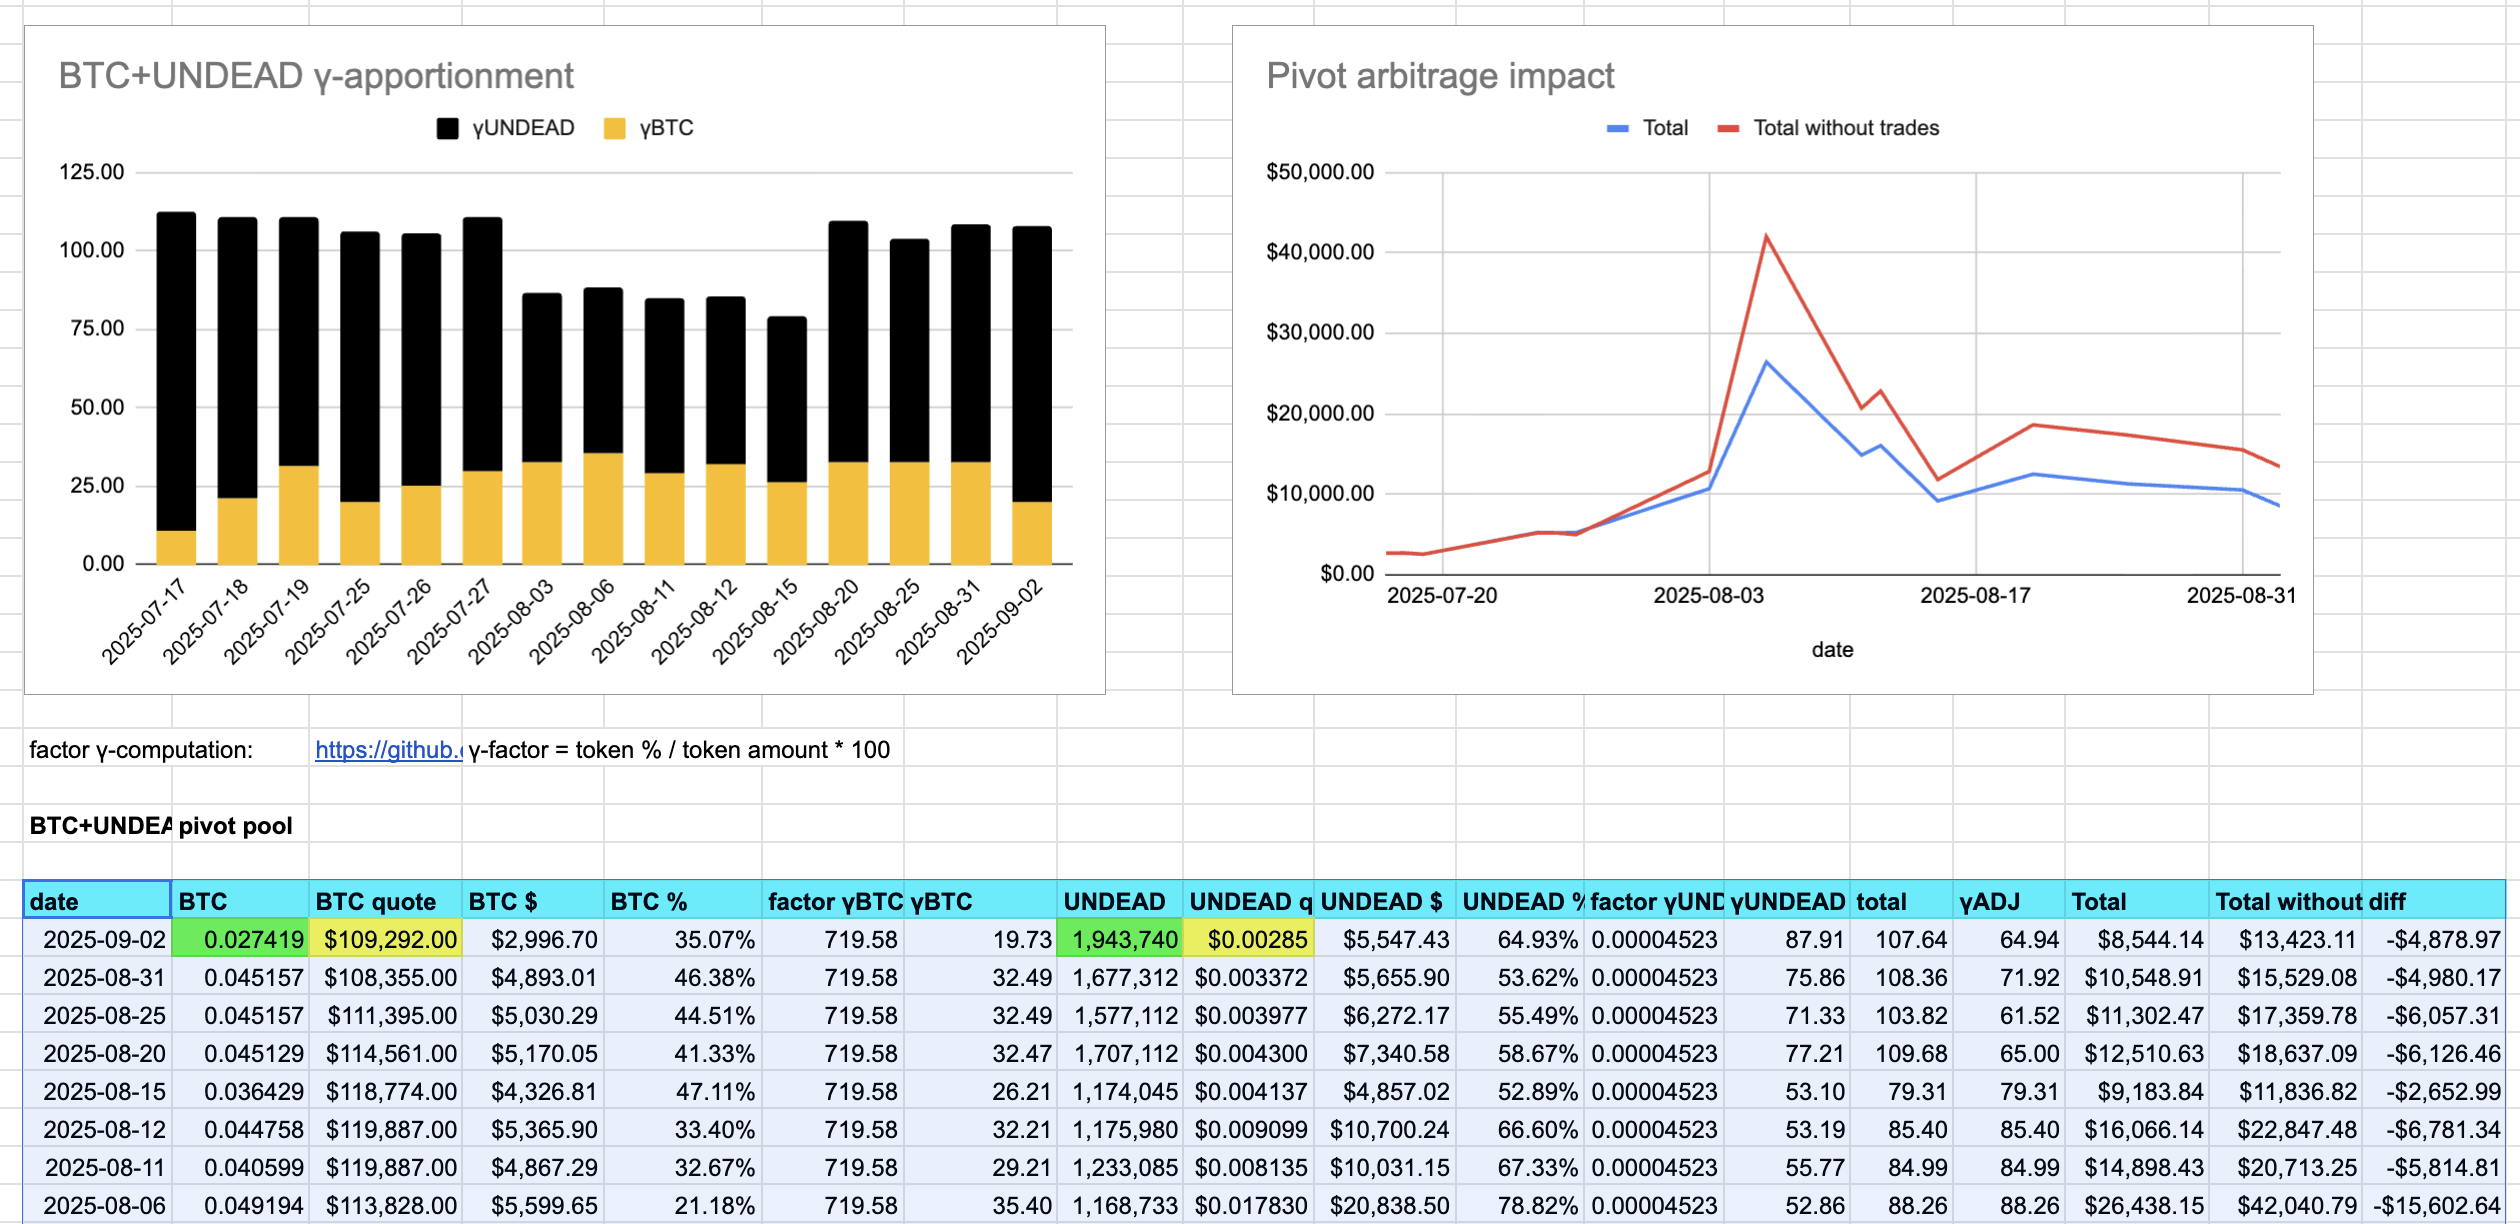 BTC+UNDEAD γ-apportionment
γUNDEAD γBTC
125.00
100.00
75.00
50.00
25.00
0.00
2025-07-17 2025-07-18 2025-07-19 2025-07-25 2025-07-26 2025-07-27 2025-08-03 2025-08-06 2025-08-11 2025-08-12 2025-08-15 2025-08-20 2025-08-25 2025-08-31 2025-09-02
Pivot arbitrage impact
Total Total without trades
$50,000.00
$40,000.00
$30,000.00
$20,000.00
$10,000.00
$0.00
2025-07-20 2025-08-03 2025-08-17 2025-08-31
date
factor γ-computation: https://github. γ-factor = token % / token amount * 100
BTC+UNDEA pivot pool
date BTC BTC quote BTC $ BTC % factor γBTC γBTC UNDEAD UNDEAD q UNDEAD $ UNDEAD % factor γUND γUNDEAD total γADJ Total Total without diff
2025-09-02 0.027419 $109,292.00 $2,996.70 35.07% 719.58 19.73 1,943,740 $0.00285 $5,547.43 64.93% 0.00004523 87.91 107.64 64.94 $8,544.14 $13,423.11 -$4,878.97
2025-08-31 0.045157 $108,355.00 $4,893.01 46.38% 719.58 32.49 1,677,312 $0.003372 $5,655.90 53.62% 0.00004523 75.86 108.36 71.92 $10,548.91 $15,529.08 -$4,980.17
2025-08-25 0.045157 $111,395.00 $5,030.29 44.51% 719.58 32.49 1,577,112 $0.003977 $6,272.17 55.49% 0.00004523 71.33 103.82 61.52 $11,302.47 $17,359.78 -$6,057.31
2025-08-20 0.045129 $114,561.00 $5,170.05 41.33% 719.58 32.47 1,707,112 $0.004300 $7,340.58 58.67% 0.00004523 77.21 109.68 65.00 $12,510.63 $18,637.09 -$6,126.46
2025-08-15 0.036429 $118,774.00 $4,326.81 47.11% 719.58 26.21 1,174,045 $0.004137 $4,857.02 52.89% 0.00004523 53.10 79.31 79.31 $9,183.84 $11,836.82 -$2,652.99
2025-08-12 0.044758 $119,887.00 $5,365.90 33.40% 719.58 32.21 1,175,980 $0.009099 $10,700.24 66.60% 0.00004523 53.19 85.40 85.40 $16,066.14 $22,847.48 -$6,781.34
2025-08-11 0.040599 $119,887.00 $4,867.29 32.67% 719.58 29.21 1,233,085 $0.008135 $10,031.15 67.33% 0.00004523 55.77 84.99 84.99 $14,898.43 $20,713.25 -$5,814.81
2025-08-06 0.049194 $113,828.00 $5,599.65 21.18% 719.58 35.40 1,168,733 $0.017830 $20,838.50 78.82% 0.00004523 52.86 88.26 88.26 $26,438.15 $42,040.79 -$15,602.64